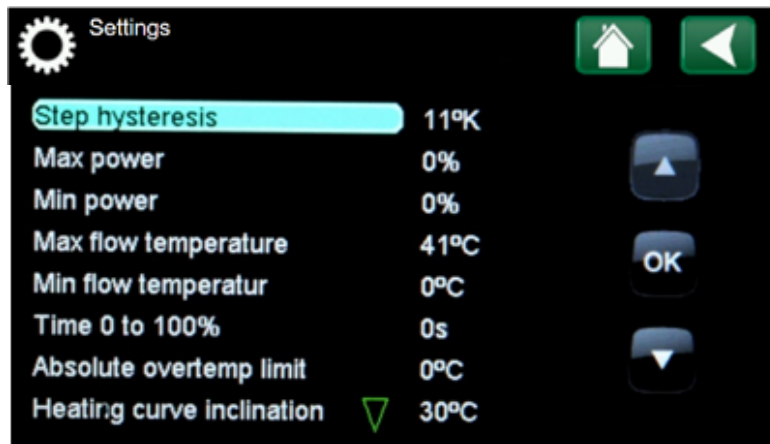 Settings
Step hysteresis 11ºK
Max power 0%
Min power 0%
Max flow temperature 41ºC
Min flow temperatur 0ºC
Time 0 to 100% 0s
Absolute overtemp limit 0ºC
Heating curve inclination 30ºC
OK